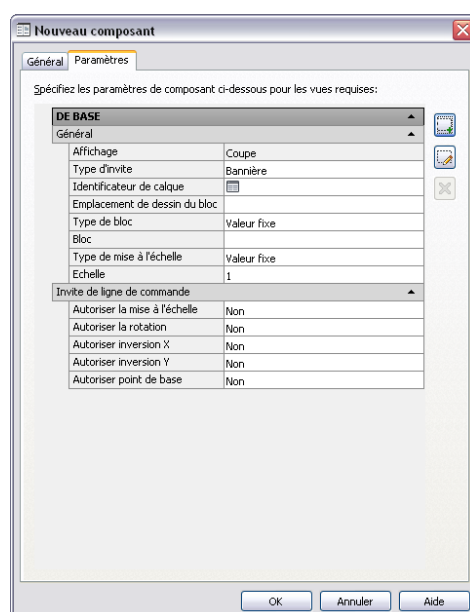 Nouveau composant
Général Paramètres
Spécifiez les paramètres de composant ci-dessous pour les vues requises:
DE BASE
Général
Affichage Coupe
Type d'invite Bannière
Identificateur de calque
Emplacement de dessin du bloc
Type de bloc Valeur fixe
Bloc
Type de mise à l'échelle Valeur fixe
Echelle 1
Invite de ligne de commande
Autoriser la mise à l'échelle Non
Autoriser la rotation Non
Autoriser inversion X Non
Autoriser inversion Y Non
Autoriser point de base Non
OK Annuler Aide